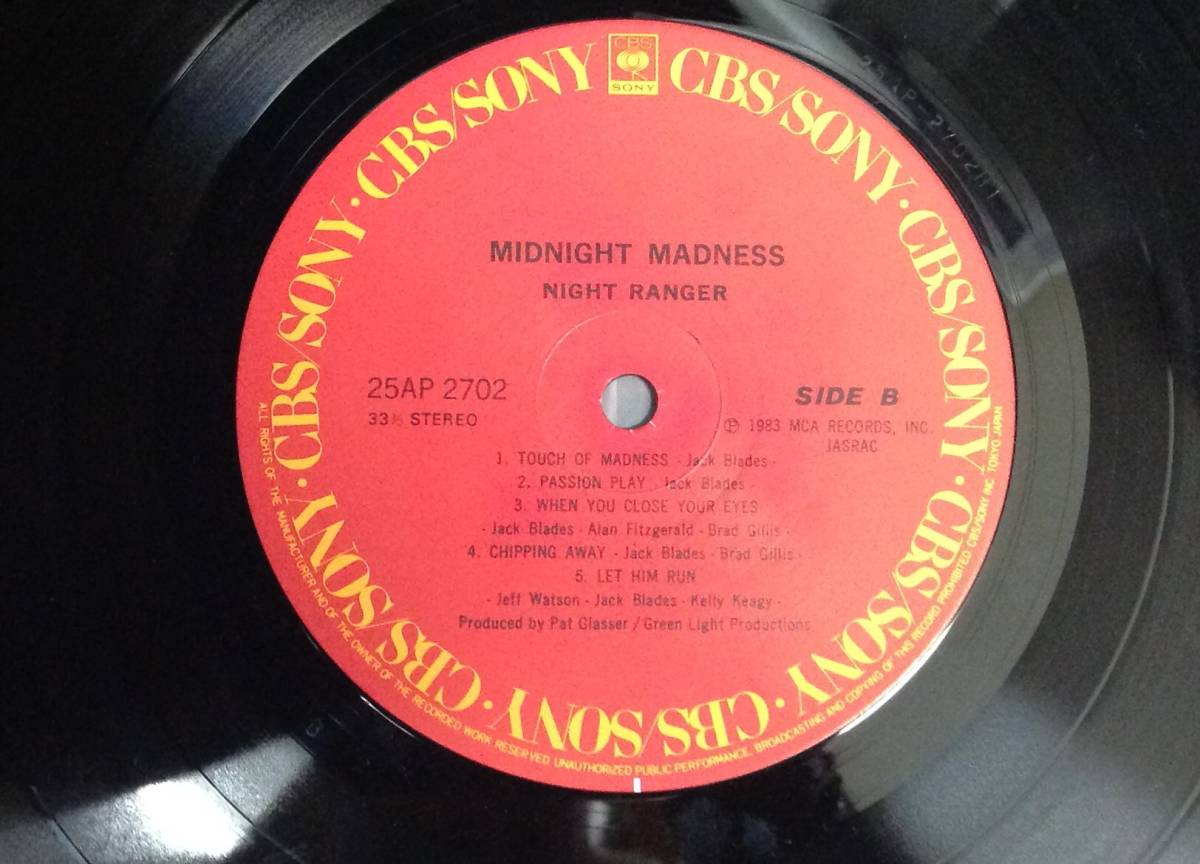 CBS
SONY
CBS/SONY · CBS/SONY · CBS/SONY · CBS/SONY · CBS/SONY · CBS/SONY · CBS/SONY · CBS/SONY
MIDNIGHT MADNESS
NIGHT RANGER
25AP 2702
33⅓ STEREO
SIDE B
Ⓟ 1983 MCA RECORDS, INC.
JASRAC
1. TOUCH OF MADNESS - Jack Blades -
2. PASSION PLAY - Jack Blades -
3. WHEN YOU CLOSE YOUR EYES
- Jack Blades - Alan Fitzgerald - Brad Gillis -
4. CHIPPING AWAY - Jack Blades - Brad Gillis -
5. LET HIM RUN
- Jeff Watson - Jack Blades - Kelly Keagy -
Produced by Pat Glasser / Green Light Productions
ALL RIGHTS OF THE MANUFACTURER AND OF THE OWNER OF THE RECORDED WORK RESERVED. UNAUTHORIZED PUBLIC PERFORMANCE, BROADCASTING AND COPYING OF THIS RECORD PROHIBITED CBS/SONY INC. TOKYO JAPAN